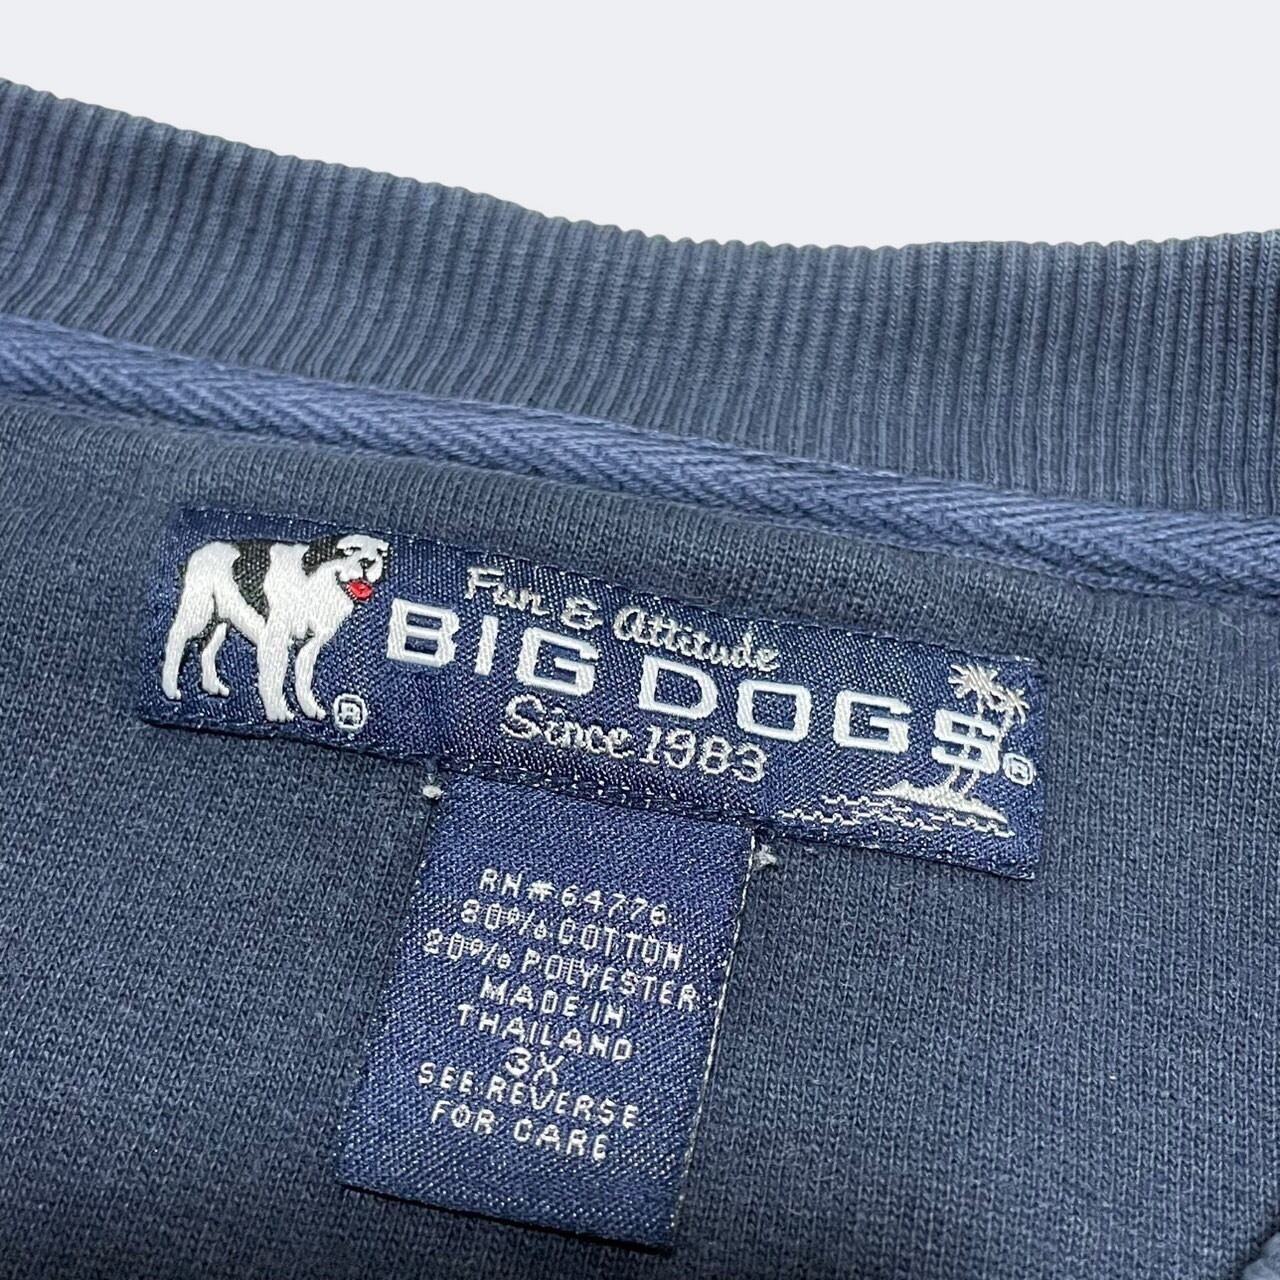 Fun & Attitude
BIG DOGS®
Since 1983
®
RN#64776
80% COTTON
20% POLYESTER
MADE IN
THAILAND
3X
SEE REVERSE
FOR CARE